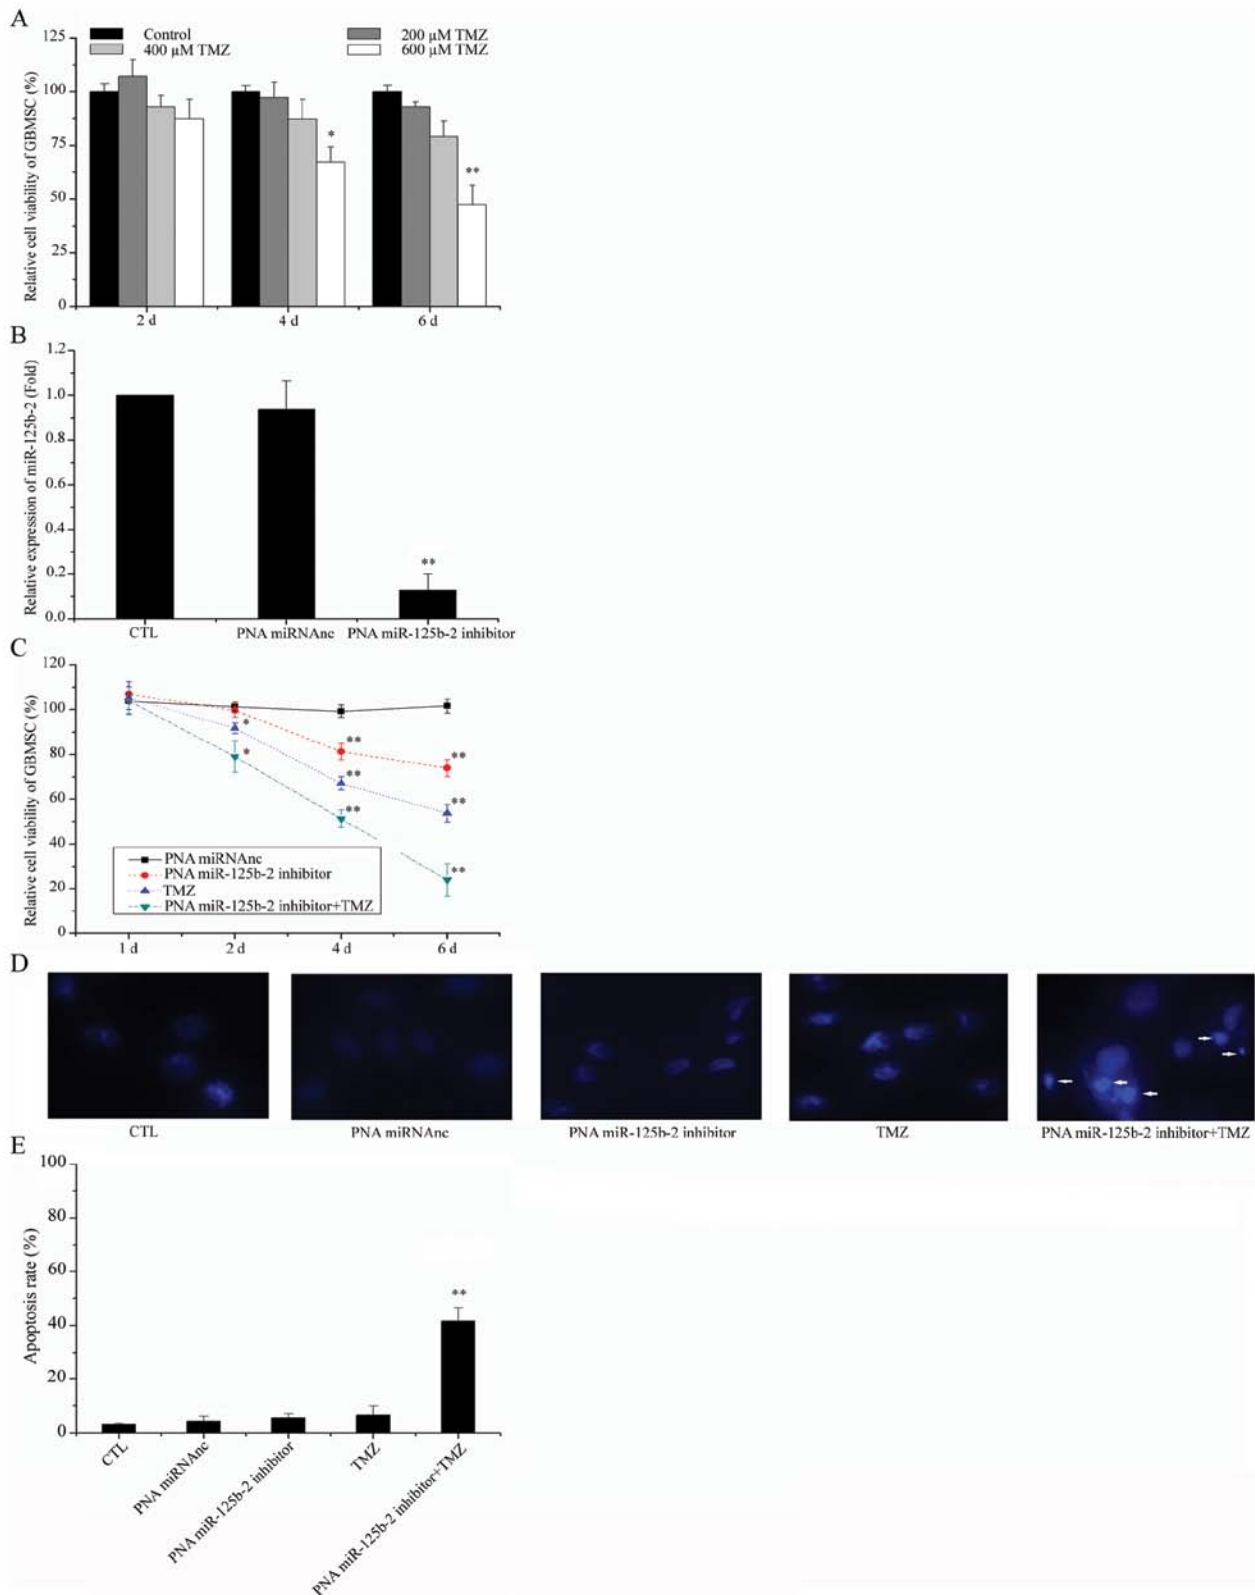 A
Control
200 µM TMZ
400 µM TMZ
600 µM TMZ
Relative cell viability of GBMSC (%)
125
100
75
50
25
0
*
**
2 d
4 d
6 d
B
Relative expression of miR-125b-2 (Fold)
1.2
1.0
0.8
0.6
0.4
0.2
0.0
**
CTL
PNA miRNAnc
PNA miR-125b-2 inhibitor
C
Relative cell viability of GBMSC (%)
120
100
80
60
40
20
0
*
*
**
**
**
**
**
**
PNA miRNAnc
PNA miR-125b-2 inhibitor
TMZ
PNA miR-125b-2 inhibitor+TMZ
1 d
2 d
4 d
6 d
D
CTL
PNA miRNAnc
PNA miR-125b-2 inhibitor
TMZ
PNA miR-125b-2 inhibitor+TMZ
E
Apoptosis rate (%)
100
80
60
40
20
0
**
CTL
PNA miRNAnc
PNA miR-125b-2 inhibitor
TMZ
PNA miR-125b-2 inhibitor+TMZ